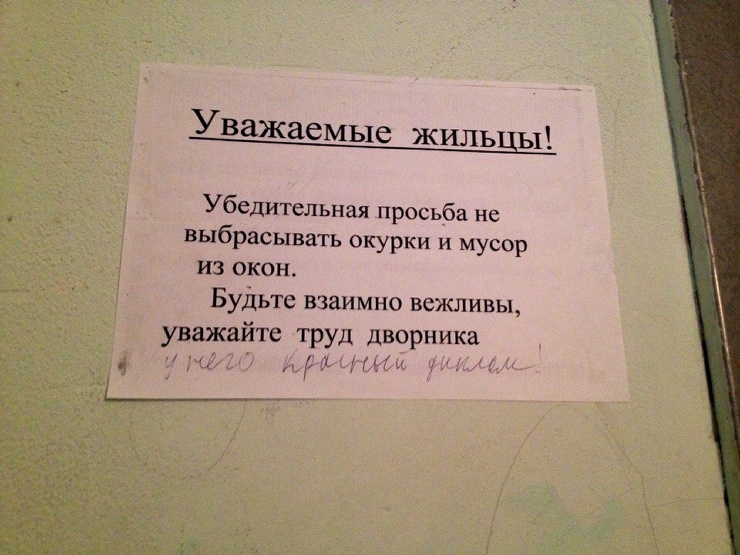 Уважаемые жильцы!
Убедительная просьба не
выбрасывать окурки и мусор
из окон.
Будьте взаимно вежливы,
уважайте труд дворника
у него красный диплом!